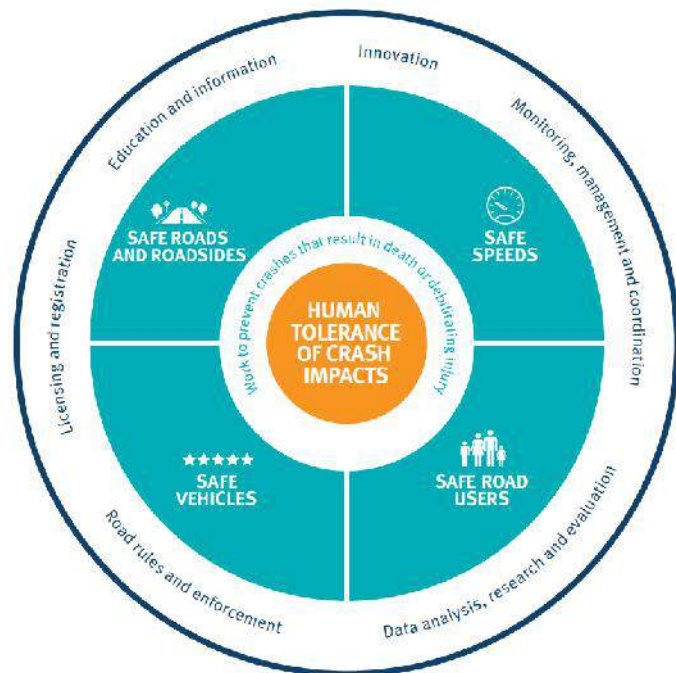 Innovation
Monitoring, management and coordination
Data analysis, research and evaluation
Road rules and enforcement
Licensing and registration
Education and information
SAFE ROADS
AND ROADSIDES
SAFE
SPEEDS
Work to prevent crashes that result in death or debilitating injury
HUMAN
TOLERANCE
OF CRASH
IMPACTS
SAFE
VEHICLES
SAFE ROAD
USERS